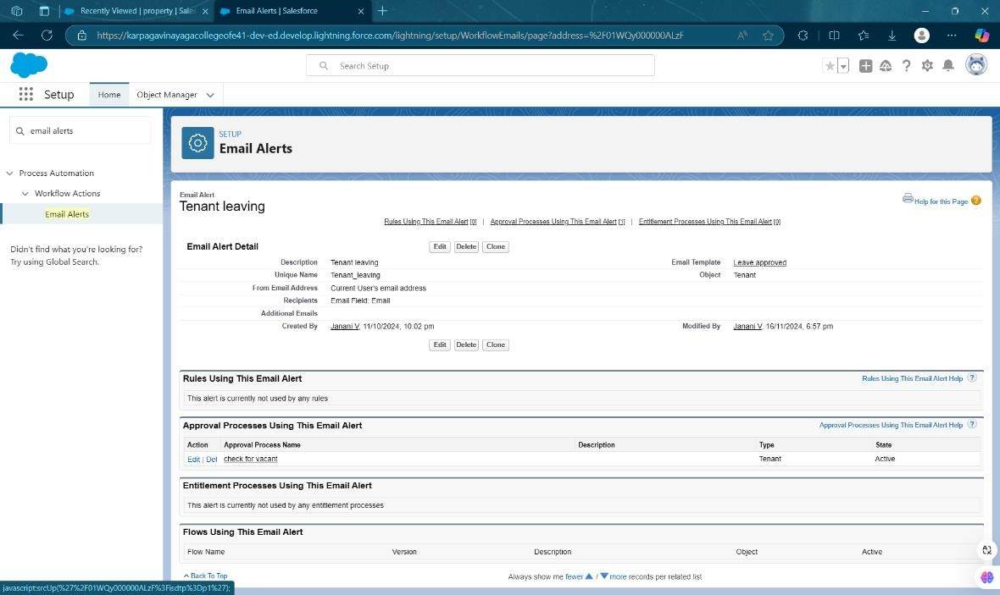 Recently Viewed | property | Sales
Email Alerts | Salesforce
https://karpagavinayagacollegeofe41-dev-ed.develop.lightning.force.com/lightning/setup/WorkflowEmails/page?address=%2F01WQy000000ALzF
Search Setup
Setup
Home
Object Manager
email alerts
Process Automation
Workflow Actions
Email Alerts
Didn't find what you're looking for?
Try using Global Search.
SETUP
Email Alerts
Email Alert
Tenant leaving
Help for this Page
Rules Using This Email Alert [0] | Approval Processes Using This Email Alert [1] | Entitlement Processes Using This Email Alert [0]
Email Alert Detail
Edit Delete Clone
Description Tenant leaving Email Template Leave approved
Unique Name Tenant_leaving Object Tenant
From Email Address Current User's email address
Recipients Email Field: Email
Additional Emails
Created By Janani V, 11/10/2024, 10:02 pm Modified By Janani V, 16/11/2024, 6:57 pm
Edit Delete Clone
Rules Using This Email Alert Rules Using This Email Alert Help ?
This alert is currently not used by any rules
Approval Processes Using This Email Alert Approval Processes Using This Email Alert Help ?
Action Approval Process Name Description Type State
Edit | Del check for vacant Tenant Active
Entitlement Processes Using This Email Alert
This alert is currently not used by any entitlement processes
Flows Using This Email Alert
Flow Name Version Description Object Active
Back To Top Always show me fewer / more records per related list
javascript:srcUp(%27%2F01WQy000000ALzF%3Fisdtp%3Dp1%27);